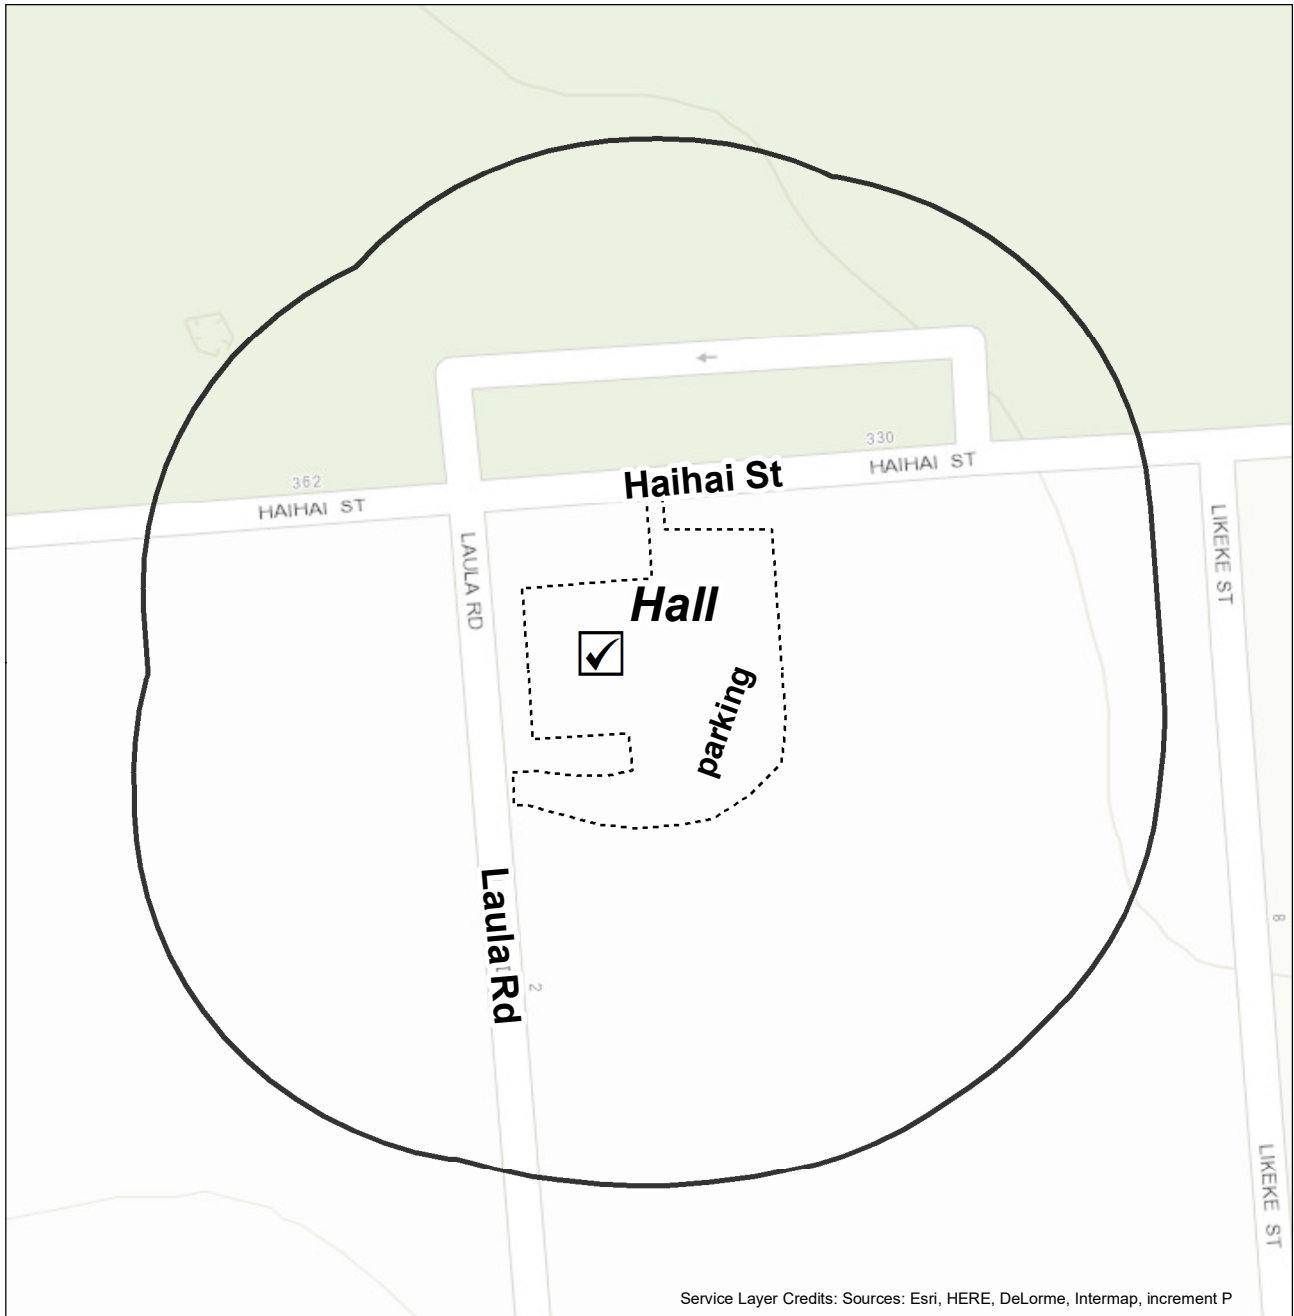 330
HAIHAI ST
Haihai St
362
HAIHAI ST
LIKEKE ST
LAULA RD
Hall
parking
Laula Rd
8
2
LIKEKE ST
Service Layer Credits: Sources: Esri, HERE, DeLorme, Intermap, increment P